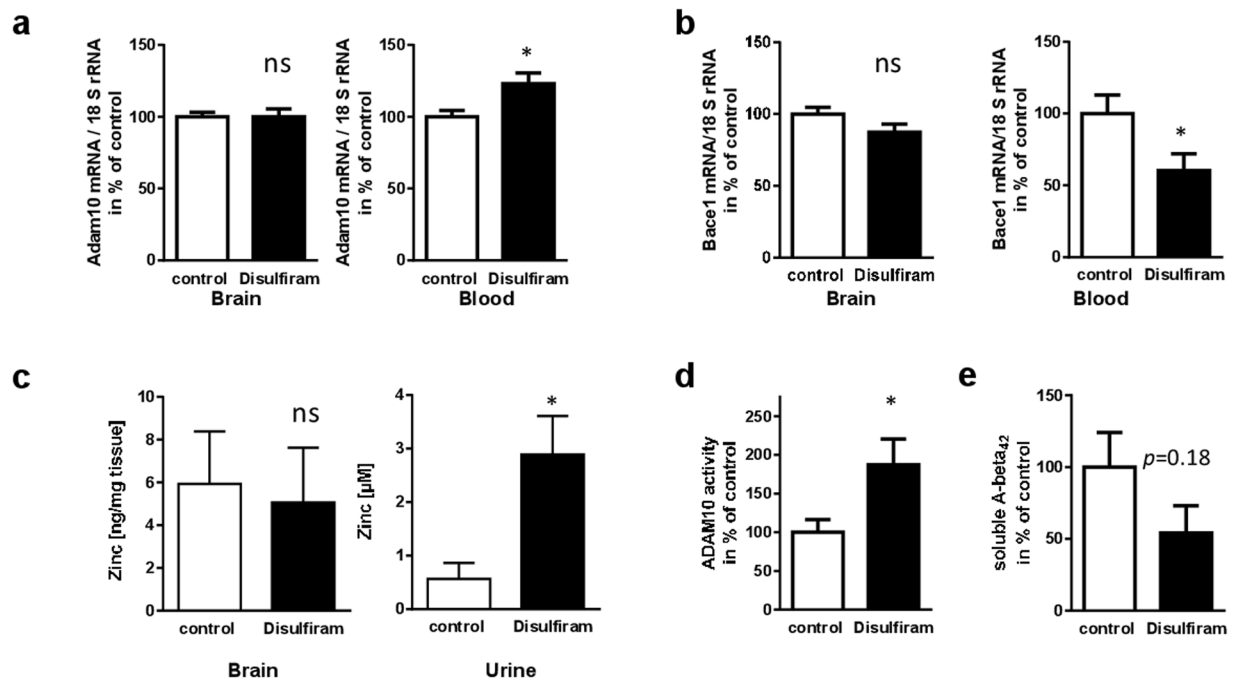 a
Adam10 mRNA / 18 S rRNA
in % of control
150
100
50
0
ns
control Disulfiram
Brain
Adam10 mRNA / 18 S rRNA
in % of control
150
100
50
0
*
control Disulfiram
Blood
b
Bace1 mRNA/18 S rRNA
in % of control
150
100
50
0
ns
control Disulfiram
Brain
Bace1 mRNA/18 S rRNA
in % of control
150
100
50
0
*
control Disulfiram
Blood
c
Zinc [ng/mg tissue]
10
8
6
4
2
0
ns
control Disulfiram
Brain
Zinc [µM]
4
3
2
1
0
*
control Disulfiram
Urine
d
ADAM10 activity
in % of control
250
200
150
100
50
0
*
control Disulfiram
e
soluble A-beta42
in % of control
150
100
50
0
p=0.18
control Disulfiram